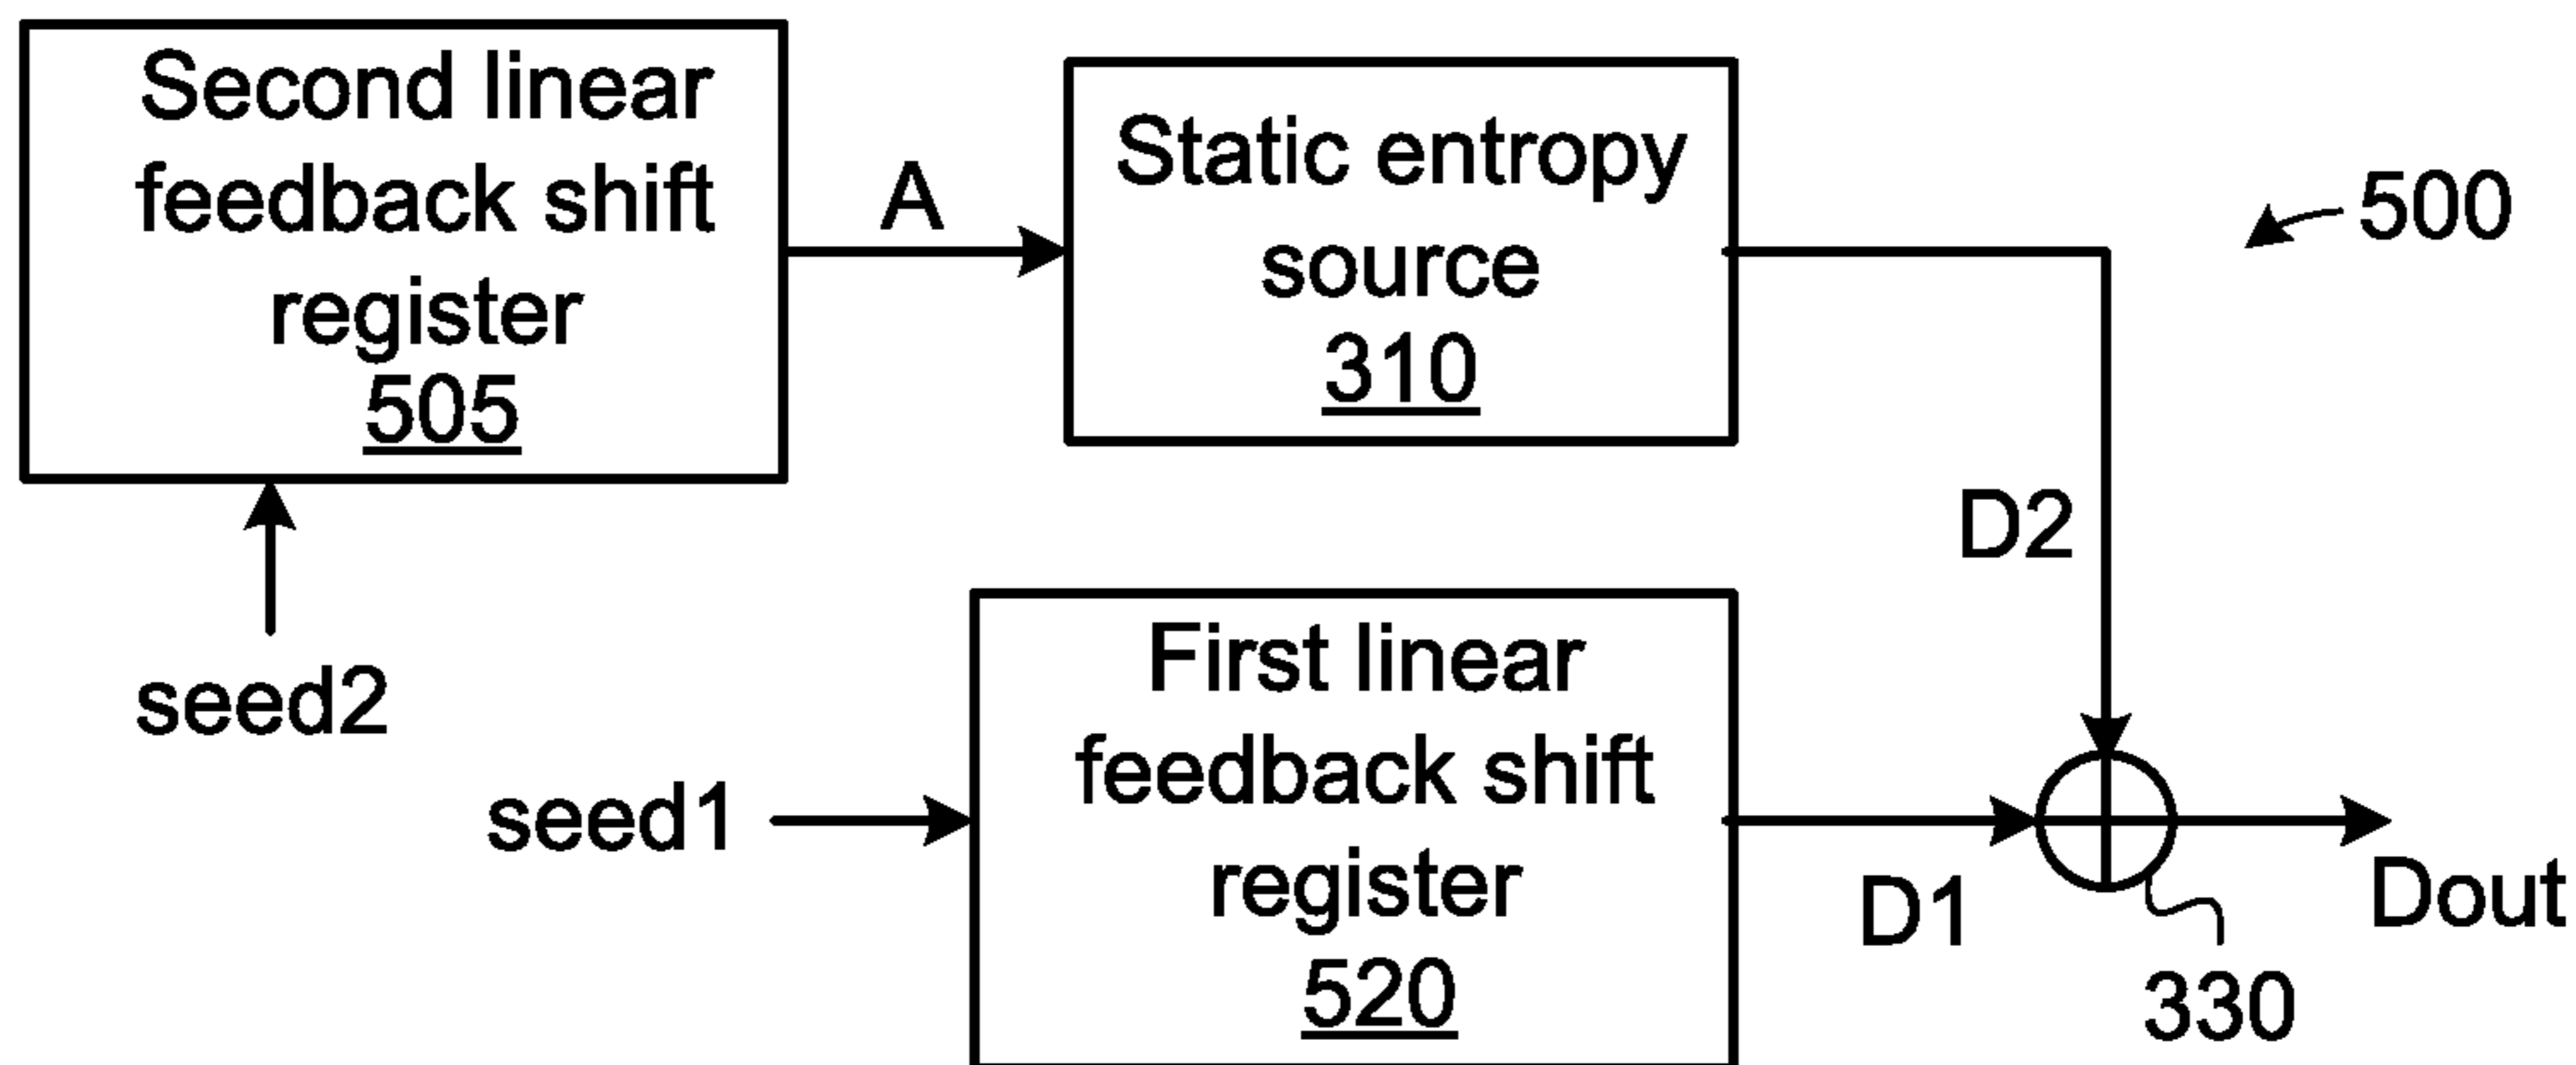 Second linear
feedback shift
register
505
A
Static entropy
source
310
500
D2
seed2
seed1
First linear
feedback shift
register
520
D1
Dout
330